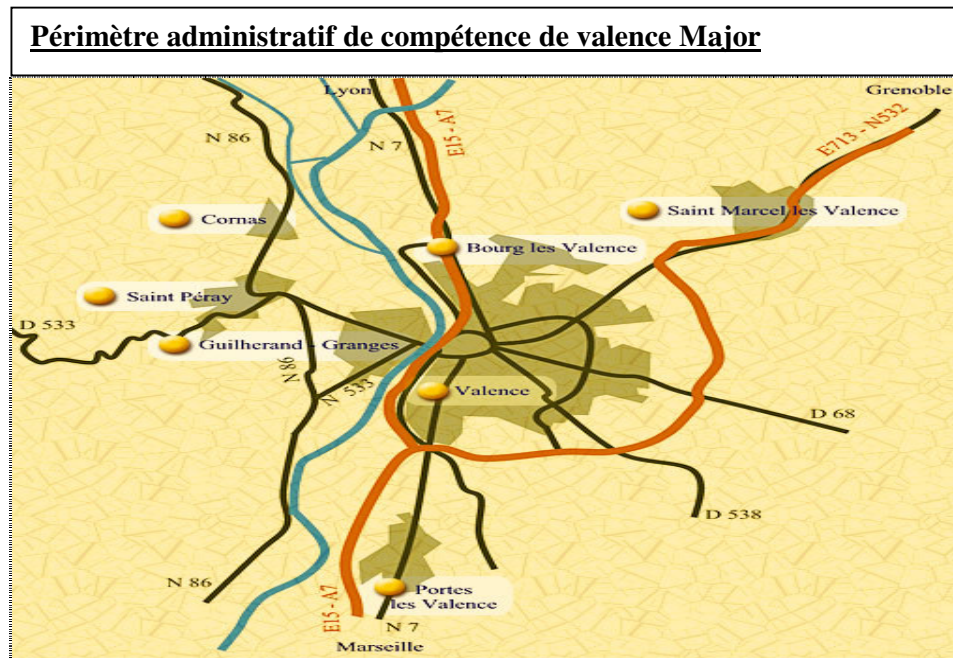 Périmètre administratif de compétence de valence Major
Lyon
Grenoble
N 86
N 7
E15 - A7
E713 - N532
Cornas
Saint Marcel les Valence
Bourg les Valence
Saint Péray
D 533
Guilherand - Granges
N86
N 533
Valence
D 68
D 538
N 86
E15 - A7
Portes
les Valence
N 7
Marseille